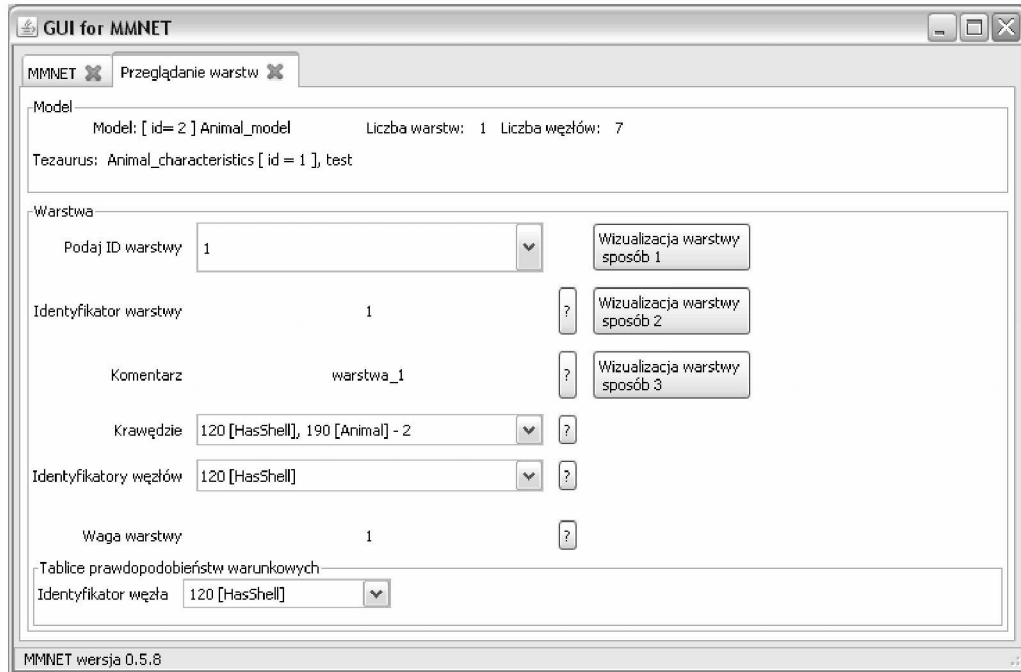 GUI for MMNET
MMNET Przeglądanie warstw
Model
Model: [ id= 2 ] Animal_model Liczba warstw: 1 Liczba węzłów: 7
Tezaurus: Animal_characteristics [ id = 1 ], test
Warstwa
Podaj ID warstwy 1 Wizualizacja warstwy
sposób 1
Identyfikator warstwy 1 ? Wizualizacja warstwy
sposób 2
Komentarz warstwa_1 ? Wizualizacja warstwy
sposób 3
Krawędzie 120 [HasShell], 190 [Animal] - 2 ?
Identyfikatory węzłów 120 [HasShell] ?
Waga warstwy 1 ?
Tablice prawdopodobieństw warunkowych
Identyfikator węzła 120 [HasShell]
MMNET wersja 0.5.8